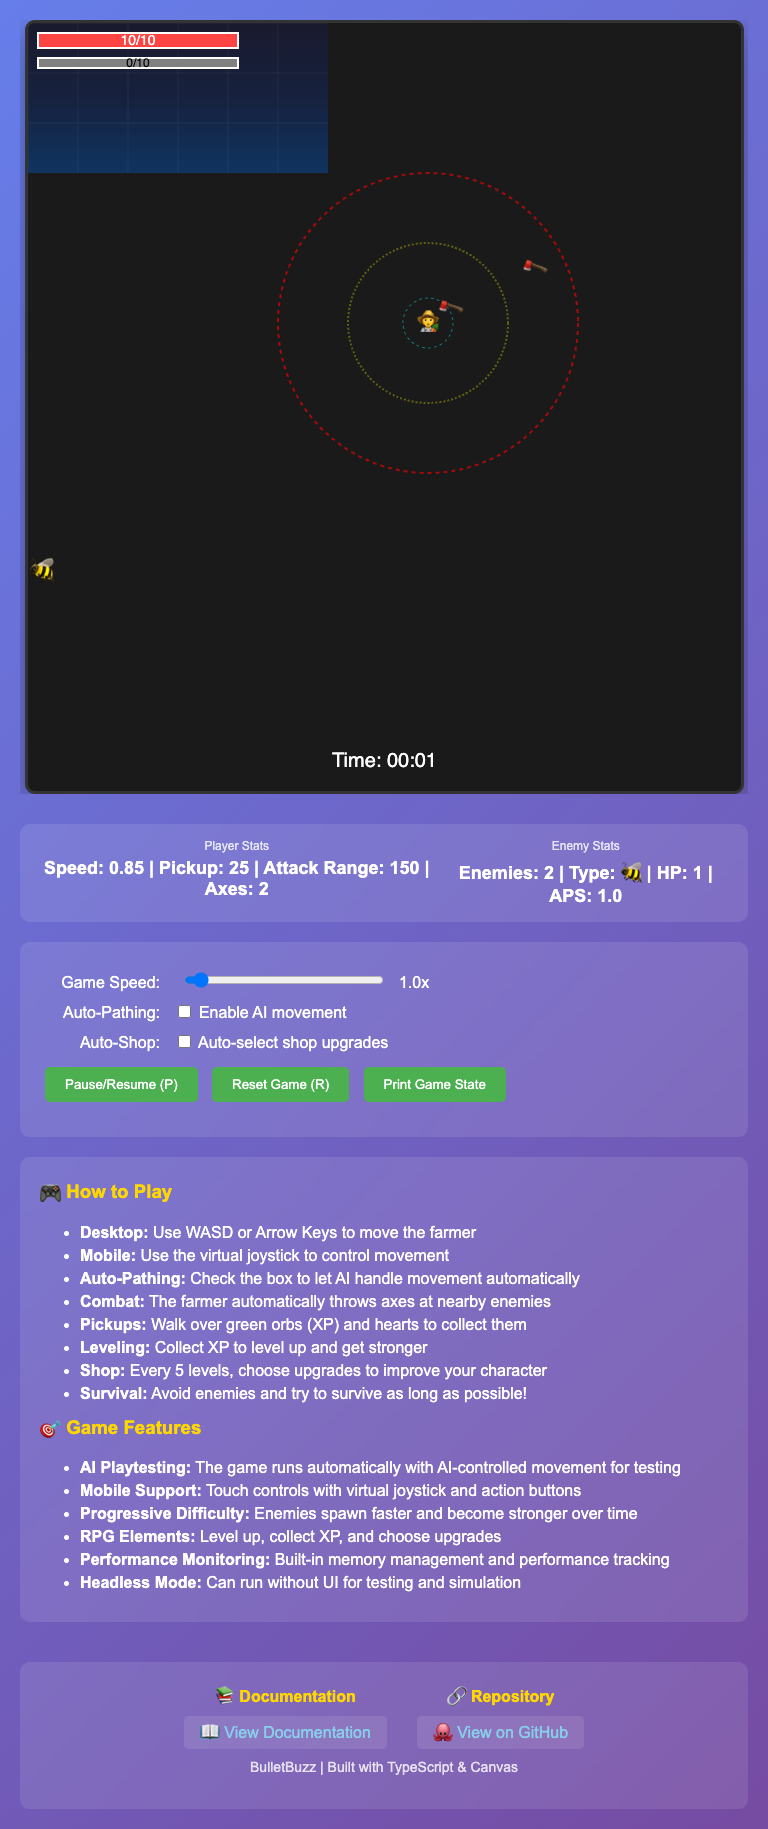 10/10
0/10
Time: 00:01
Player Stats
Speed: 0.85 | Pickup: 25 | Attack Range: 150 |
Axes: 2
Enemy Stats
Enemies: 2 | Type: 🐝 | HP: 1 |
APS: 1.0
Game Speed: 1.0x
Auto-Pathing: Enable AI movement
Auto-Shop: Auto-select shop upgrades
Pause/Resume (P) Reset Game (R) Print Game State
🎮 How to Play
• Desktop: Use WASD or Arrow Keys to move the farmer
• Mobile: Use the virtual joystick to control movement
• Auto-Pathing: Check the box to let AI handle movement automatically
• Combat: The farmer automatically throws axes at nearby enemies
• Pickups: Walk over green orbs (XP) and hearts to collect them
• Leveling: Collect XP to level up and get stronger
• Shop: Every 5 levels, choose upgrades to improve your character
• Survival: Avoid enemies and try to survive as long as possible!
🎯 Game Features
• AI Playtesting: The game runs automatically with AI-controlled movement for testing
• Mobile Support: Touch controls with virtual joystick and action buttons
• Progressive Difficulty: Enemies spawn faster and become stronger over time
• RPG Elements: Level up, collect XP, and choose upgrades
• Performance Monitoring: Built-in memory management and performance tracking
• Headless Mode: Can run without UI for testing and simulation
📚 Documentation
📖 View Documentation
🔗 Repository
🐙 View on GitHub
BulletBuzz | Built with TypeScript & Canvas